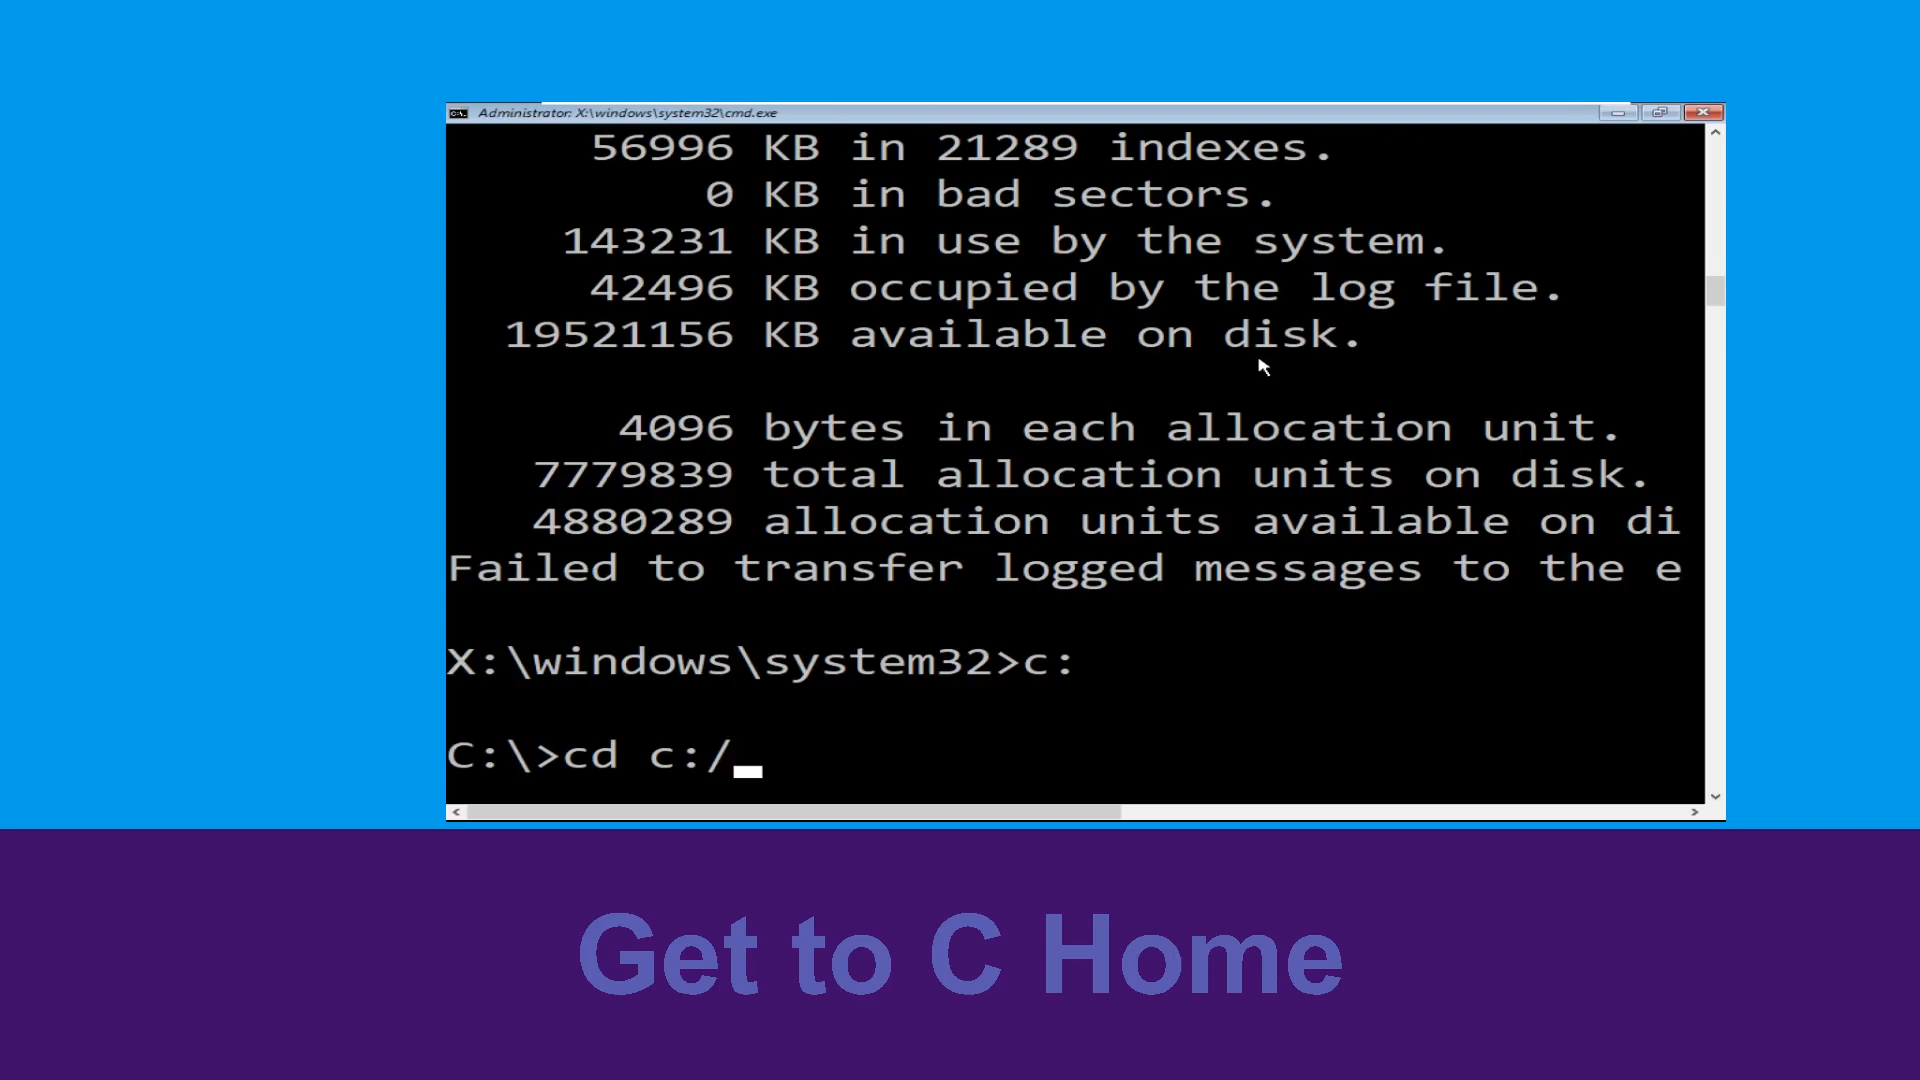 Administrator: X:\windows\system32\cmd.exe
56996 KB in 21289 indexes.
0 KB in bad sectors.
143231 KB in use by the system.
42496 KB occupied by the log file.
19521156 KB available on disk.
4096 bytes in each allocation unit.
7779839 total allocation units on disk.
4880289 allocation units available on di
Failed to transfer logged messages to the e
X:\windows\system32>c:
C:\>cd c:/
Get to C Home